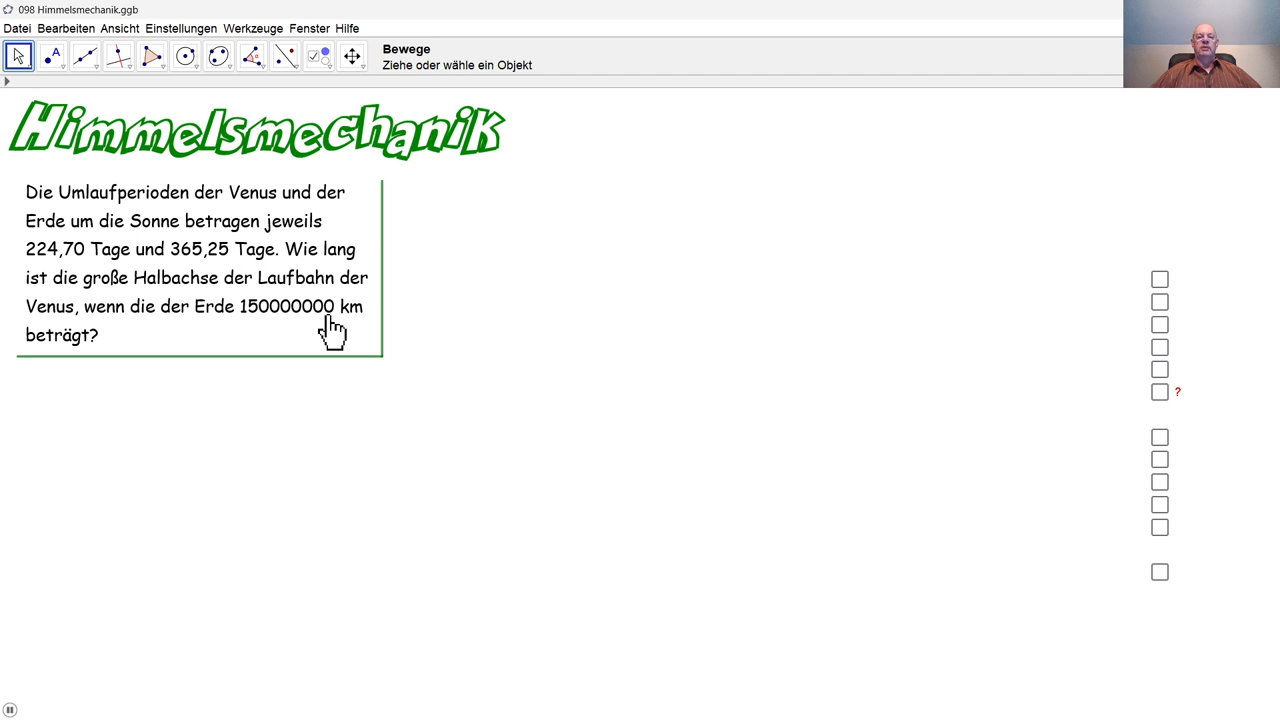 098 Himmelsmechanik.ggb
Datei Bearbeiten Ansicht Einstellungen Werkzeuge Fenster Hilfe
A
Bewege
Ziehe oder wähle ein Objekt
Himmelsmechanik
Die Umlaufperioden der Venus und der
Erde um die Sonne betragen jeweils
224,70 Tage und 365,25 Tage. Wie lang
ist die große Halbachse der Laufbahn der
Venus, wenn die der Erde 150000000 km
beträgt?
?